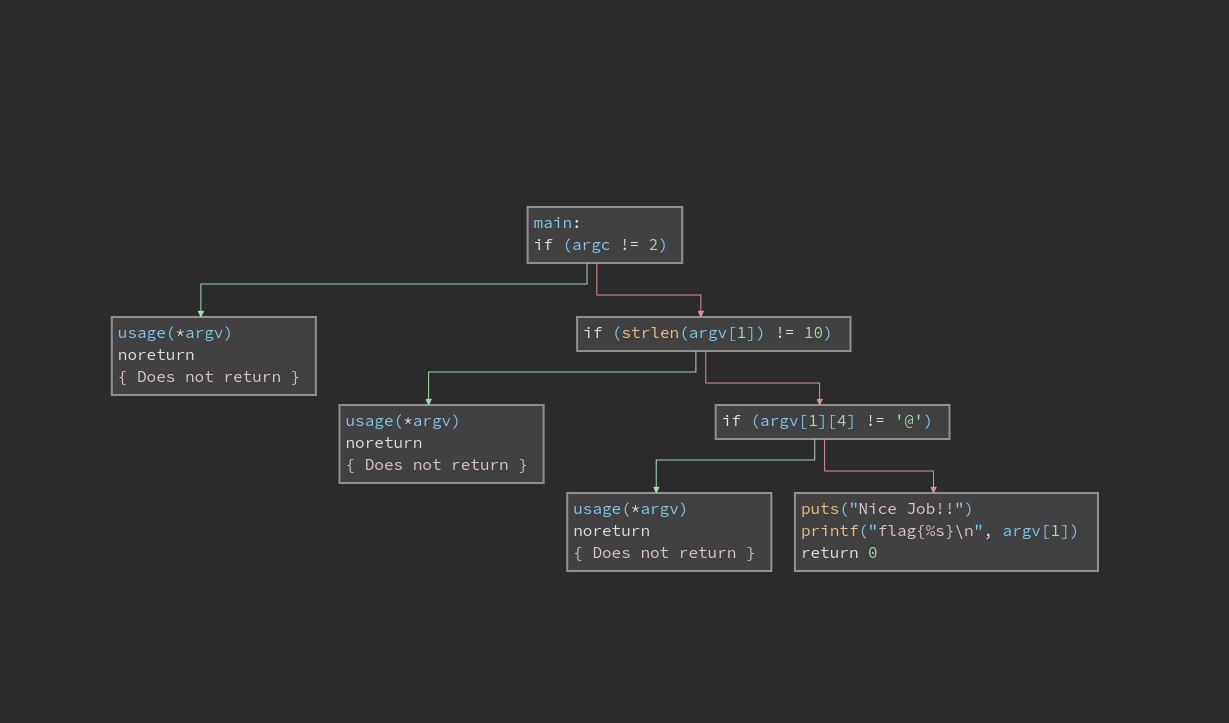 main:
if (argc != 2)
usage(*argv)
noreturn
{ Does not return }
if (strlen(argv[1]) != 10)
usage(*argv)
noreturn
{ Does not return }
if (argv[1][4] != '@')
usage(*argv)
noreturn
{ Does not return }
puts("Nice Job!!")
printf("flag{%s}\n", argv[1])
return 0